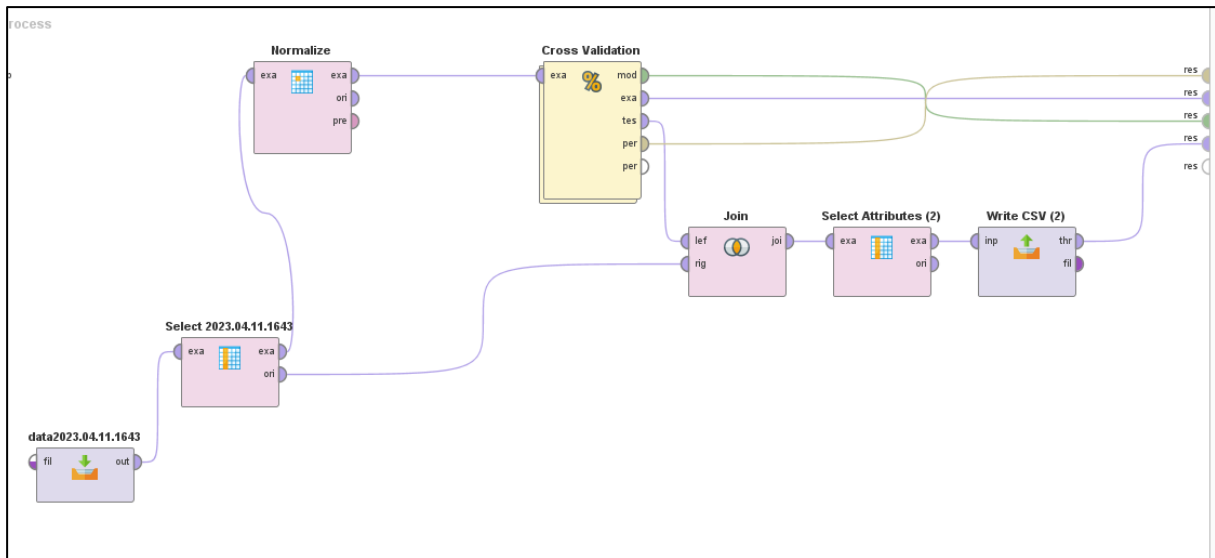 rocess
Normalize
exa exa
ori
pre
Cross Validation
exa mod
exa
tes
per
per
res
res
res
res
res
Join
lef joi
rig
Select Attributes (2)
exa exa
ori
Write CSV (2)
inp thr
fil
Select 2023.04.11.1643
exa exa
ori
data2023.04.11.1643
fil out